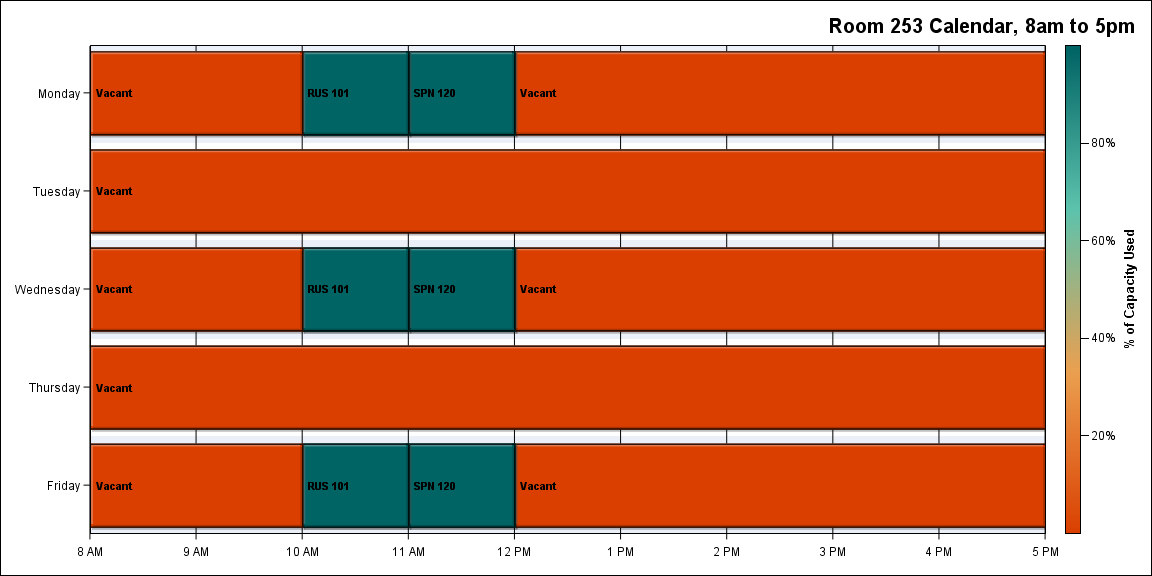 Room 253 Calendar, 8am to 5pm
Monday
Vacant
RUS 101
SPN 120
Vacant
Tuesday
Vacant
Wednesday
Vacant
RUS 101
SPN 120
Vacant
Thursday
Vacant
Friday
Vacant
RUS 101
SPN 120
Vacant
8 AM
9 AM
10 AM
11 AM
12 PM
1 PM
2 PM
3 PM
4 PM
5 PM
80%
60%
40%
20%
% of Capacity Used